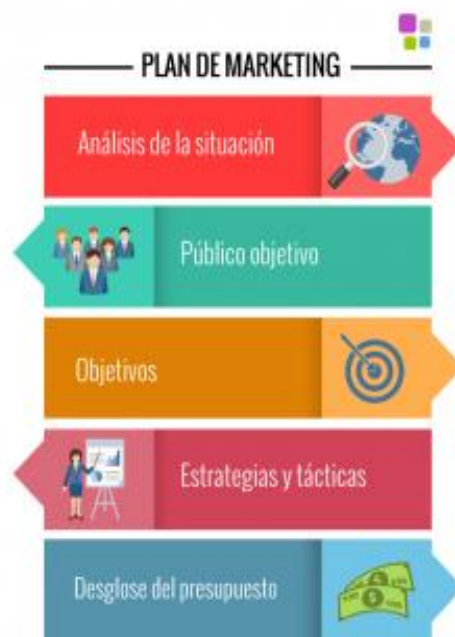 PLAN DE MARKETING
Análisis de la situación
Público objetivo
Objetivos
Estrategias y tácticas
Desglose del presupuesto